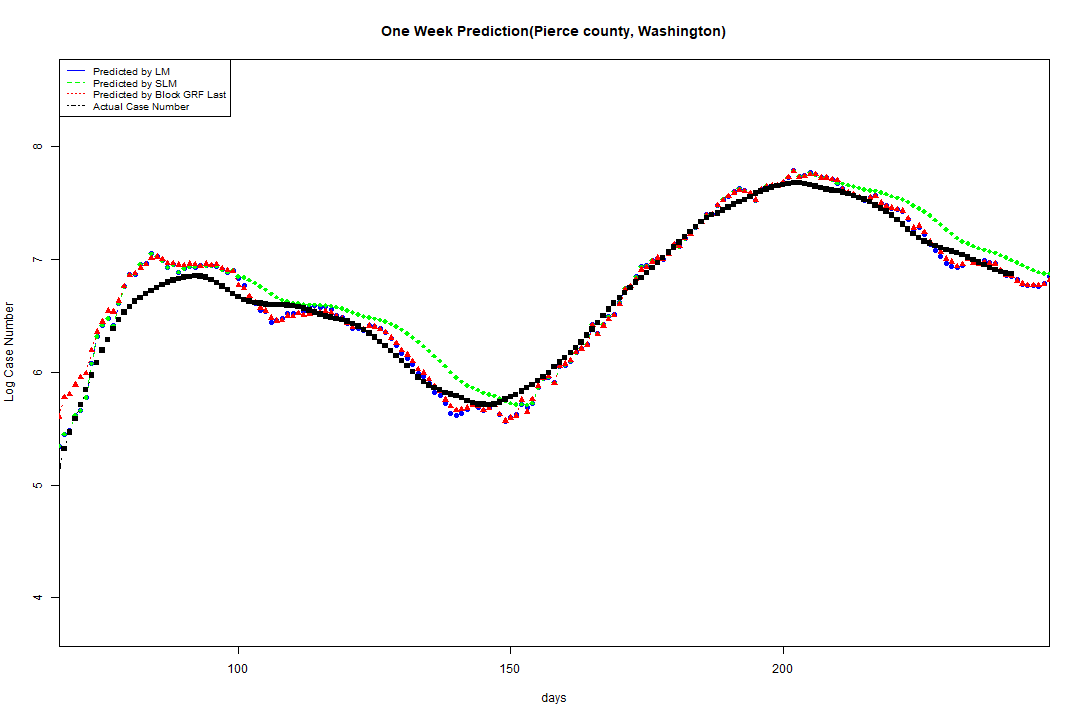 One Week Prediction(Pierce county, Washington)
Predicted by LM
Predicted by SLM
Predicted by Block GRF Last
Actual Case Number
8
7
6
5
4
Log Case Number
100
150
200
days